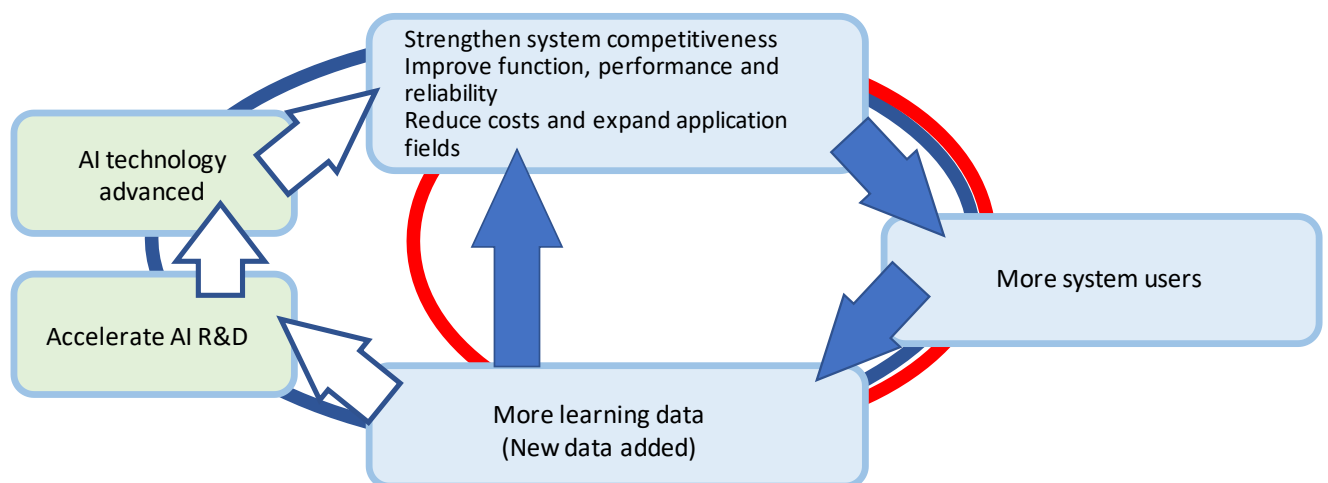 Strengthen system competitiveness
Improve function, performance and
reliability
Reduce costs and expand application
fields
AI technology
advanced
More system users
Accelerate AI R&D
More learning data
(New data added)